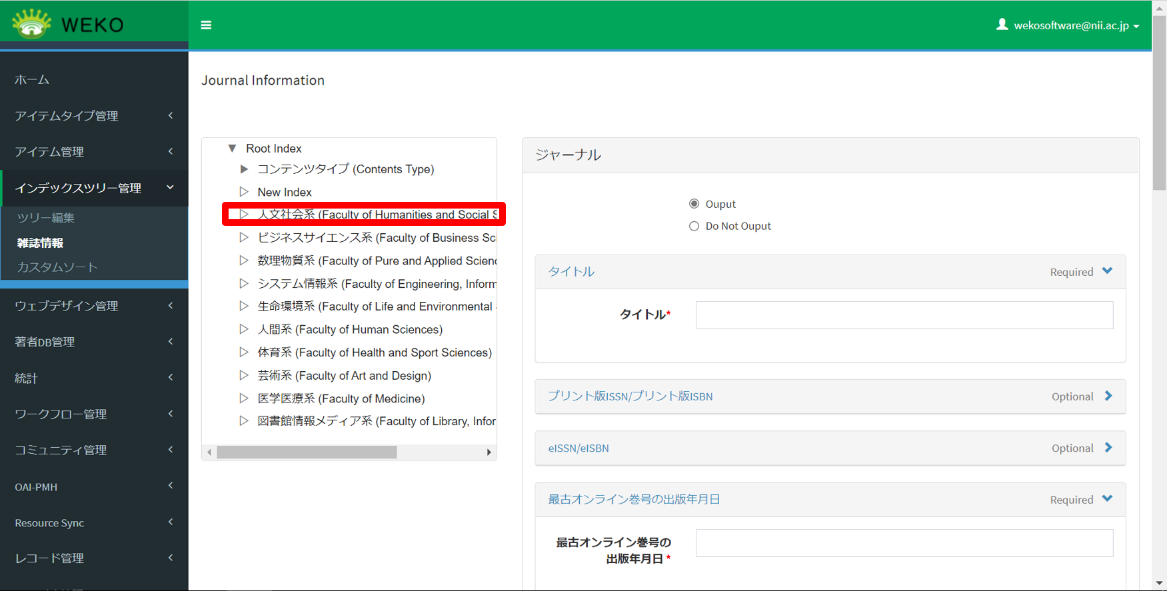 WEKO
wekosoftware@nii.ac.jp
ホーム
アイテムタイプ管理
アイテム管理
インデックスツリー管理
ツリー編集
雑誌情報
カスタムソート
ウェブデザイン管理
著者DB管理
統計
ワークフロー管理
コミュニティ管理
OAI-PMH
Resource Sync
レコード管理
Journal Information
Root Index
コンテンツタイプ (Contents Type)
New Index
人文社会系 (Faculty of Humanities and Social S
ビジネスサイエンス系 (Faculty of Business Sc
数理物質系 (Faculty of Pure and Applied Scienc
システム情報系 (Faculty of Engineering, Inform
生命環境系 (Faculty of Life and Environmental
人間系 (Faculty of Human Sciences)
体育系 (Faculty of Health and Sport Sciences)
芸術系 (Faculty of Art and Design)
医学医療系 (Faculty of Medicine)
図書館情報メディア系 (Faculty of Library, Infor
ジャーナル
Ouput
Do Not Ouput
タイトル Required
タイトル*
プリント版ISSN/プリント版ISBN Optional
eISSN/eISBN Optional
最古オンライン巻号の出版年月日 Required
最古オンライン巻号の
出版年月日*